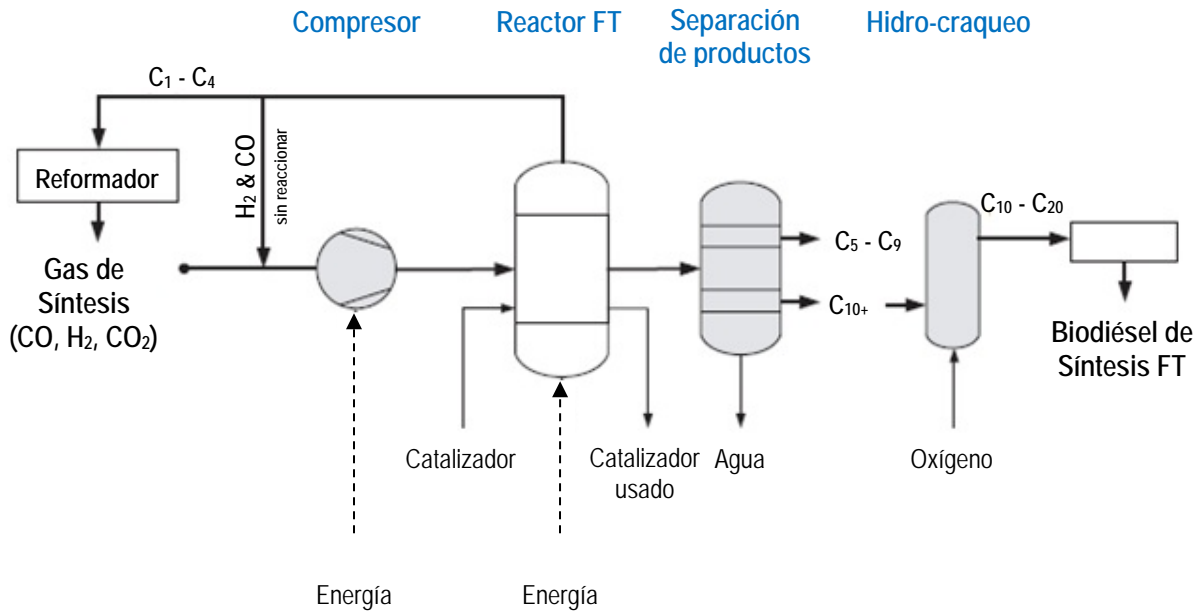 Compresor
Reactor FT
Separación
de productos
Hidro-craqueo
C₁ - C₄
H₂ & CO
sin reaccionar
Reformador
C₁₀ - C₂₀
C₅ - C₉
C₁₀₊
Gas de
Síntesis
(CO, H₂, CO₂)
Biodiésel de
Síntesis FT
Catalizador
Catalizador
usado
Agua
Oxígeno
Energía
Energía